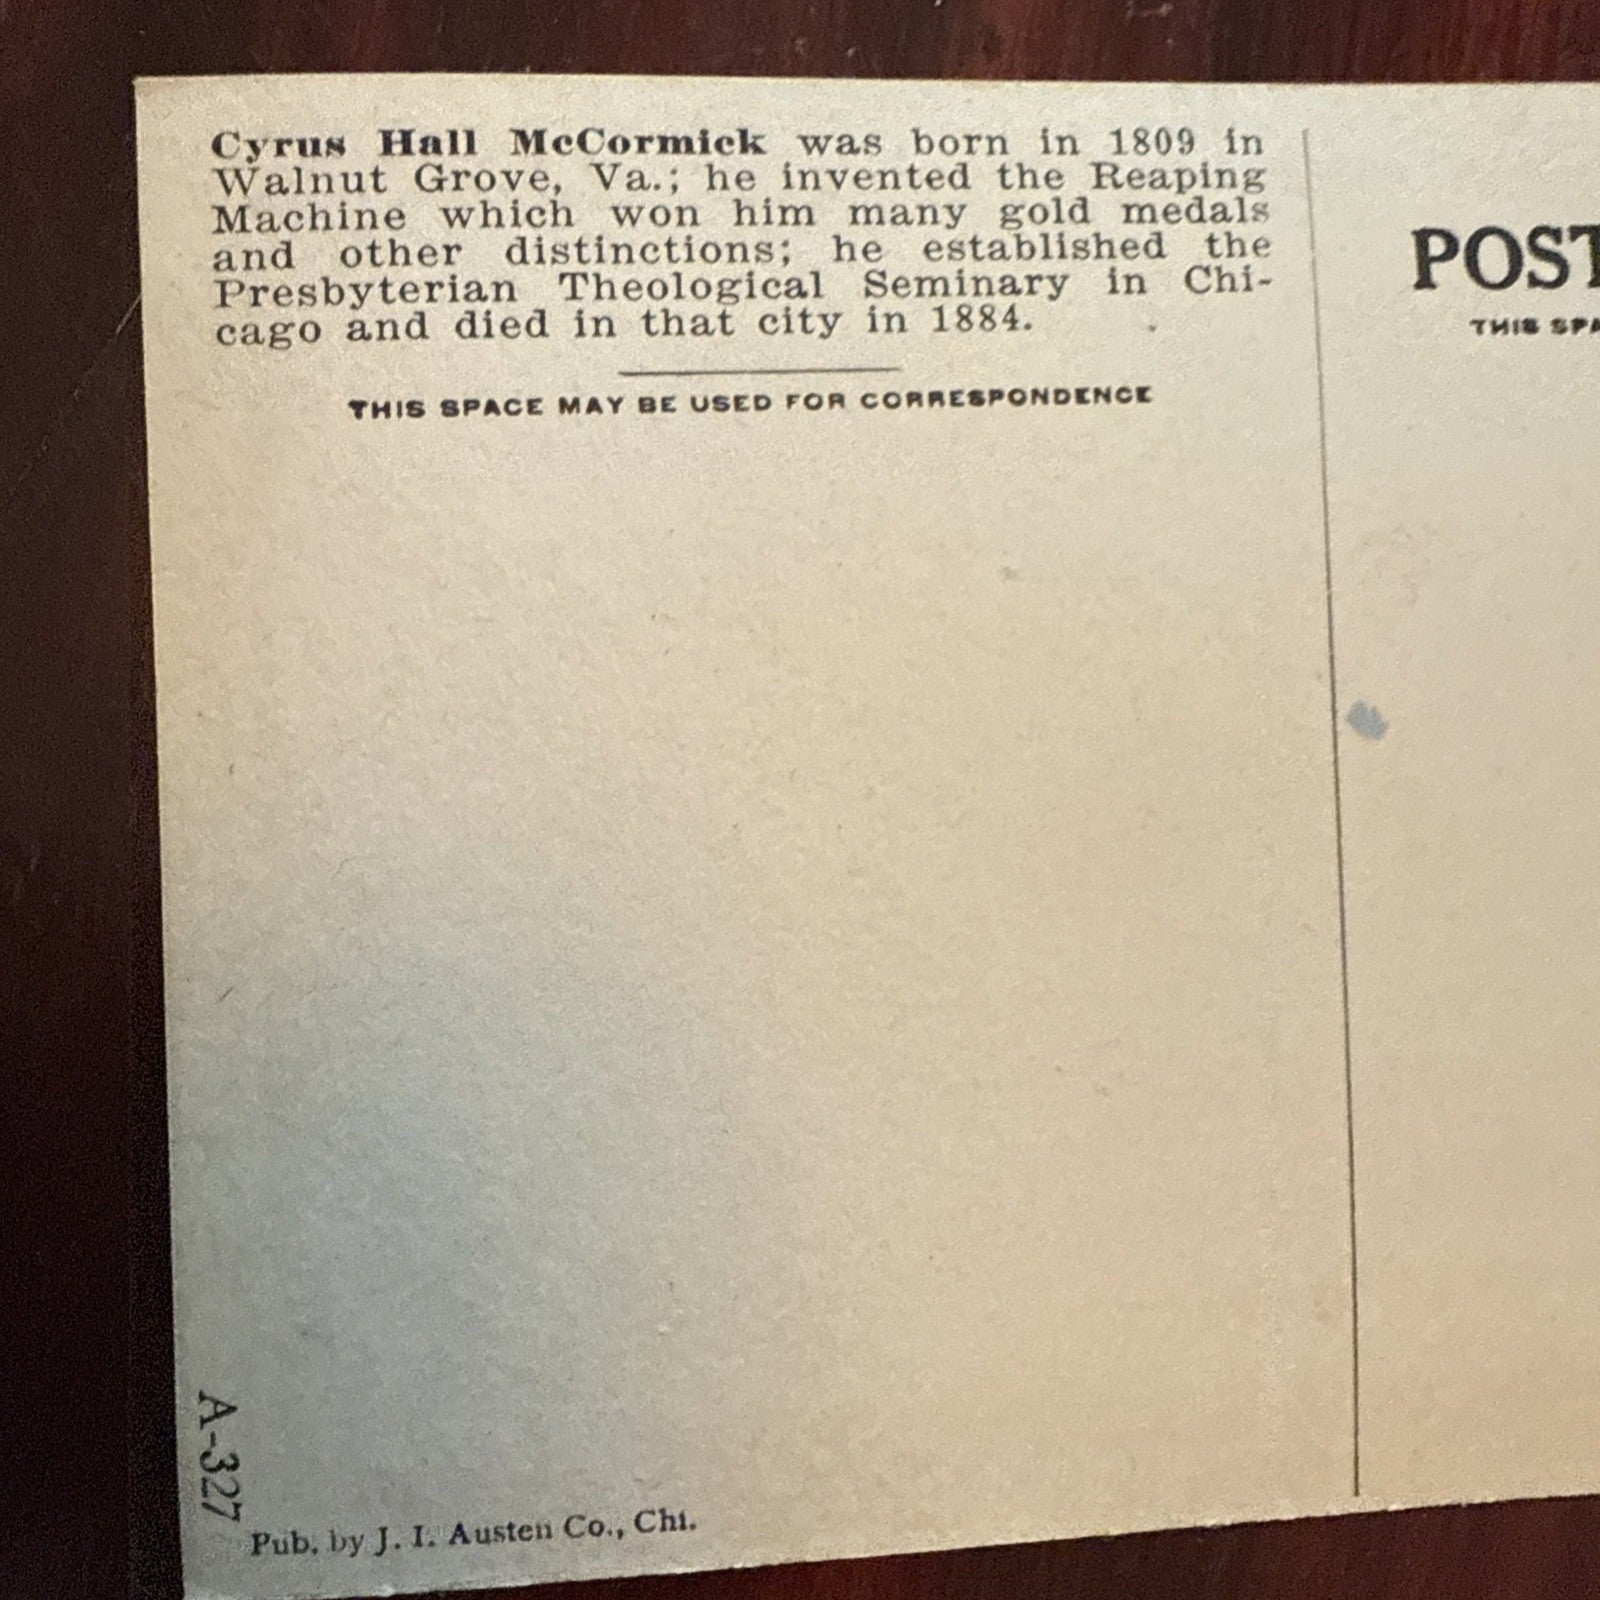 Cyrus Hall McCormick was born in 1809 in
Walnut Grove, Va.; he invented the Reaping
Machine which won him many gold medals
and other distinctions; he established the
Presbyterian Theological Seminary in Chi-
cago and died in that city in 1884.
THIS SPACE MAY BE USED FOR CORRESPONDENCE
POST
THIS SPA
A-327
Pub. by J. I. Austen Co., Chi.